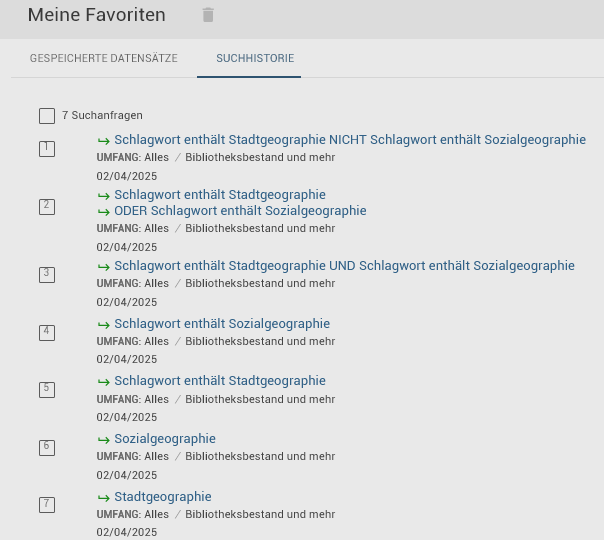 Meine Favoriten
GESPEICHERTE DATENSÄTZE SUCHHISTORIE
7 Suchanfragen
1 Schlagwort enthält Stadtgeographie NICHT Schlagwort enthält Sozialgeographie
UMFANG: Alles / Bibliotheksbestand und mehr
02/04/2025
Schlagwort enthält Stadtgeographie
2 ODER Schlagwort enthält Sozialgeographie
UMFANG: Alles / Bibliotheksbestand und mehr
02/04/2025
3 Schlagwort enthält Stadtgeographie UND Schlagwort enthält Sozialgeographie
UMFANG: Alles / Bibliotheksbestand und mehr
02/04/2025
4 Schlagwort enthält Sozialgeographie
UMFANG: Alles / Bibliotheksbestand und mehr
02/04/2025
5 Schlagwort enthält Stadtgeographie
UMFANG: Alles / Bibliotheksbestand und mehr
02/04/2025
6 Sozialgeographie
UMFANG: Alles / Bibliotheksbestand und mehr
02/04/2025
7 Stadtgeographie
UMFANG: Alles / Bibliotheksbestand und mehr
02/04/2025